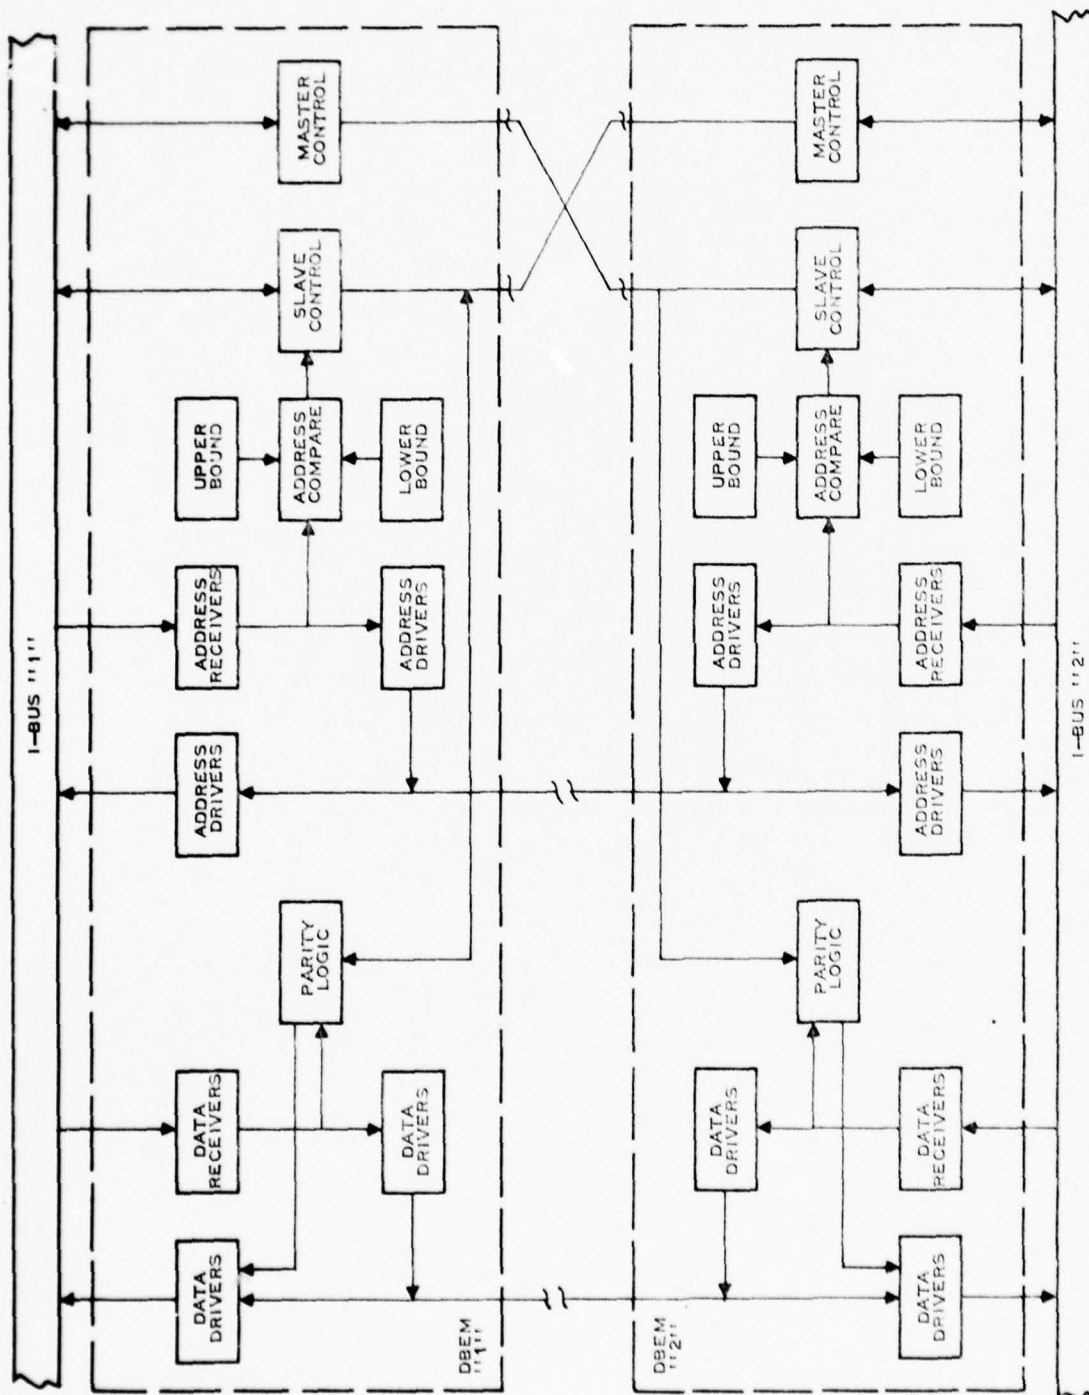 I-BUS "1"
DATA
DRIVERS
DATA
RECEIVERS
ADDRESS
DRIVERS
ADDRESS
RECEIVERS
UPPER
BOUND
PARITY
LOGIC
ADDRESS
COMPARE
SLAVE
CONTROL
MASTER
CONTROL
DATA
DRIVERS
ADDRESS
DRIVERS
LOWER
BOUND
DBEM
"1"
DBEM
"2"
DATA
DRIVERS
ADDRESS
DRIVERS
UPPER
BOUND
PARITY
LOGIC
ADDRESS
COMPARE
SLAVE
CONTROL
MASTER
CONTROL
DATA
DRIVERS
DATA
RECEIVERS
ADDRESS
DRIVERS
ADDRESS
RECEIVERS
LOWER
BOUND
I-BUS "2"